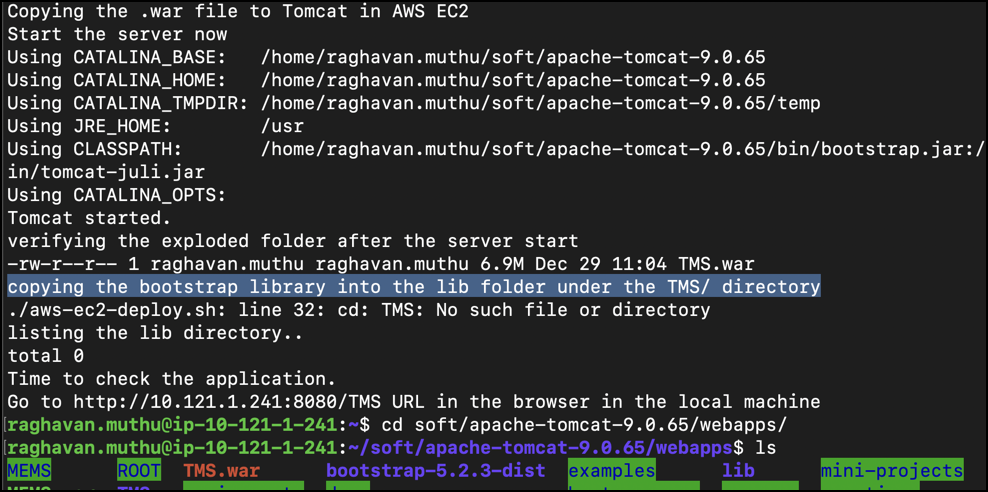 Copying the .war file to Tomcat in AWS EC2
Start the server now
Using CATALINA_BASE:   /home/raghavan.muthu/soft/apache-tomcat-9.0.65
Using CATALINA_HOME:   /home/raghavan.muthu/soft/apache-tomcat-9.0.65
Using CATALINA_TMPDIR: /home/raghavan.muthu/soft/apache-tomcat-9.0.65/temp
Using JRE_HOME:        /usr
Using CLASSPATH:       /home/raghavan.muthu/soft/apache-tomcat-9.0.65/bin/bootstrap.jar:/
in/tomcat-juli.jar
Using CATALINA_OPTS:
Tomcat started.
verifying the exploded folder after the server start
-rw-r--r-- 1 raghavan.muthu raghavan.muthu 6.9M Dec 29 11:04 TMS.war
copying the bootstrap library into the lib folder under the TMS/ directory
./aws-ec2-deploy.sh: line 32: cd: TMS: No such file or directory
listing the lib directory..
total 0
Time to check the application.
Go to http://10.121.1.241:8080/TMS URL in the browser in the local machine
[raghavan.muthu@ip-10-121-1-241:~$ cd soft/apache-tomcat-9.0.65/webapps/
[raghavan.muthu@ip-10-121-1-241:~/soft/apache-tomcat-9.0.65/webapps$ ls
MEMS      ROOT  TMS.war      bootstrap-5.2.3-dist  examples      lib      mini-projects